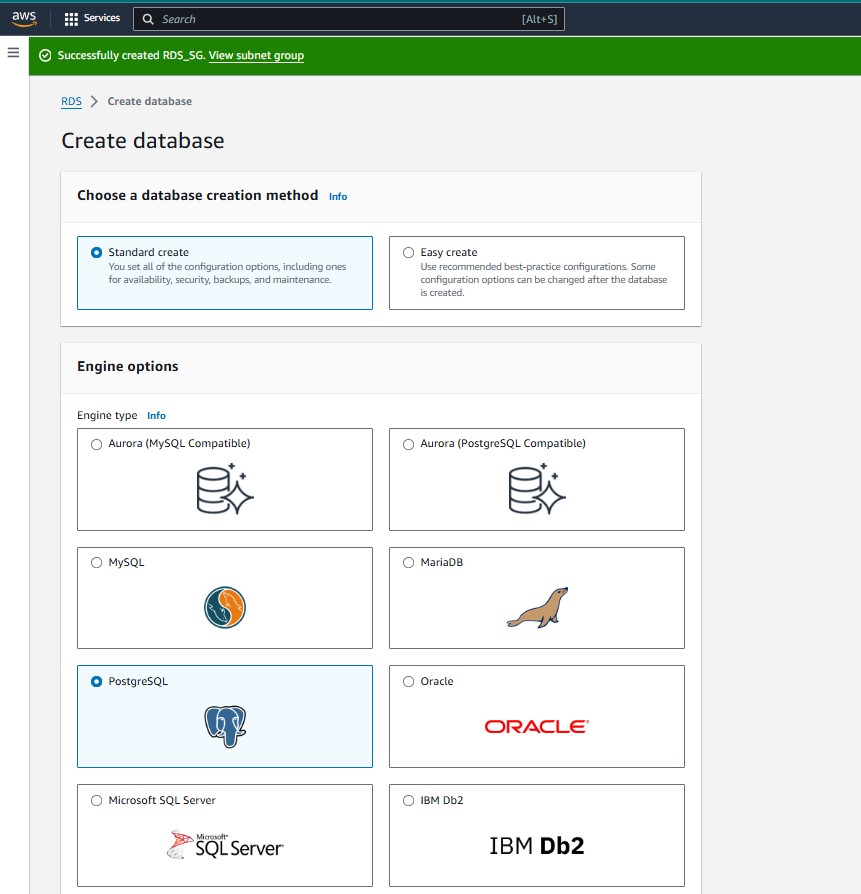 aws
Services
Search
[Alt+S]
Successfully created RDS_SG. View subnet group
RDS
Create database
Create database
Choose a database creation method Info
Standard create
You set all of the configuration options, including ones
for availability, security, backups, and maintenance.
Easy create
Use recommended best-practice configurations. Some
configuration options can be changed after the database
is created.
Engine options
Engine type Info
Aurora (MySQL Compatible)
Aurora (PostgreSQL Compatible)
MySQL
MariaDB
PostgreSQL
Oracle
ORACLE®
Microsoft SQL Server
Microsoft®
SQL Server®
IBM Db2
IBM Db2